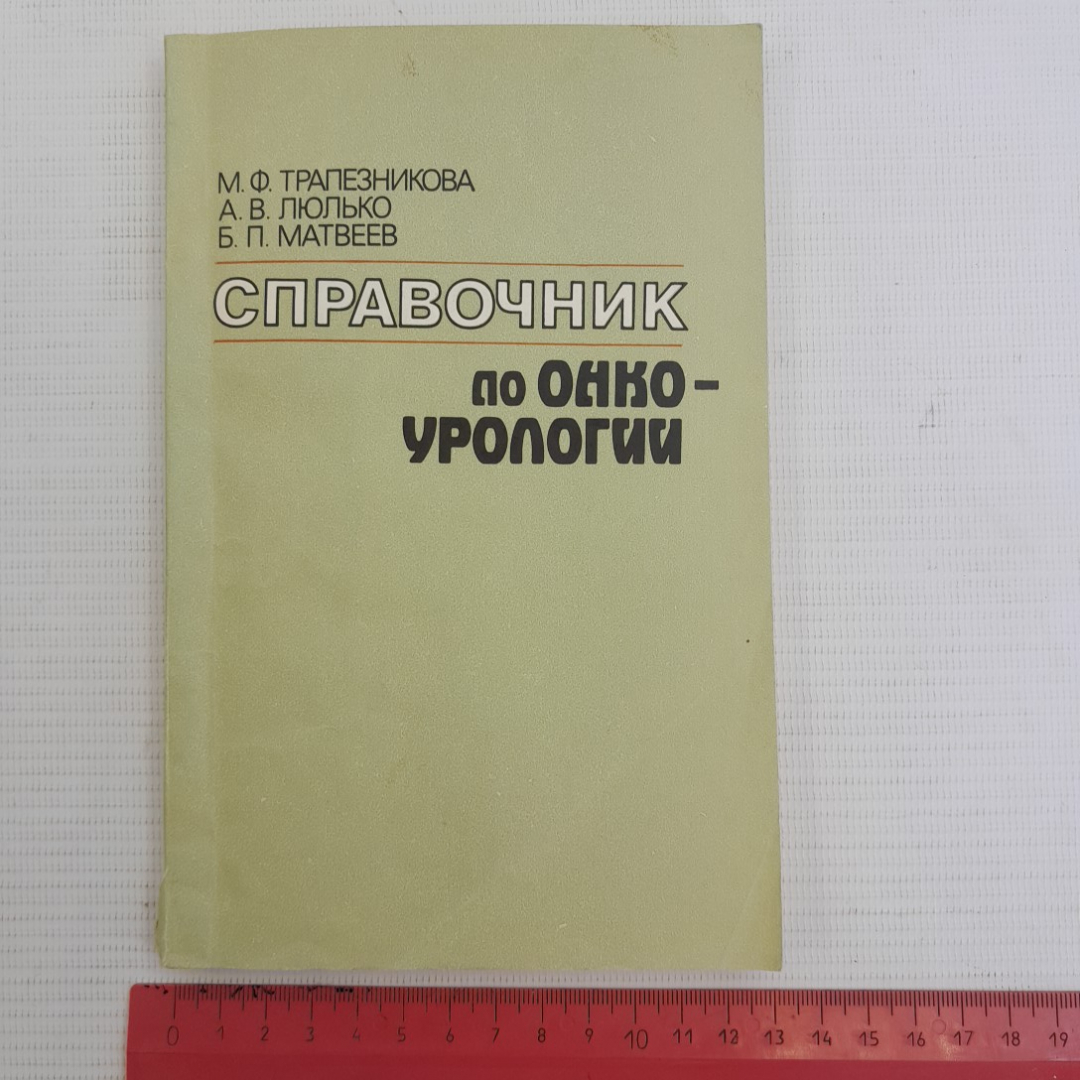 М. Ф. ТРАПЕЗНИКОВА
А. В. ЛЮЛЬКО
Б. П. МАТВЕЕВ
СПРАВОЧНИК
по ОНКО-
УРОЛОГИИ
0 1 2 3 4 5 6 7 8 9 10 11 12 13 14 15 16 17 18 19